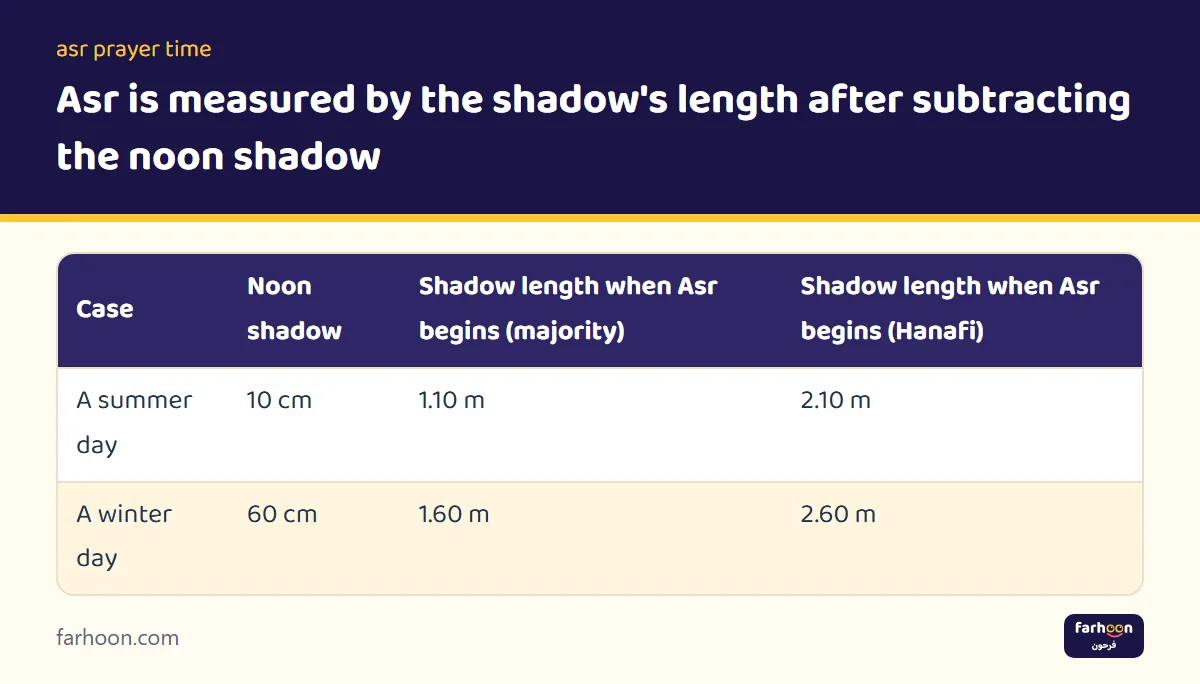 asr prayer time
Asr is measured by the shadow's length after subtracting
the noon shadow
Case
Noon
shadow
Shadow length when Asr
begins (majority)
Shadow length when Asr
begins (Hanafi)
A summer
day
10 cm
1.10 m
2.10 m
A winter
day
60 cm
1.60 m
2.60 m
farhoon.com
farhoon
فرحون